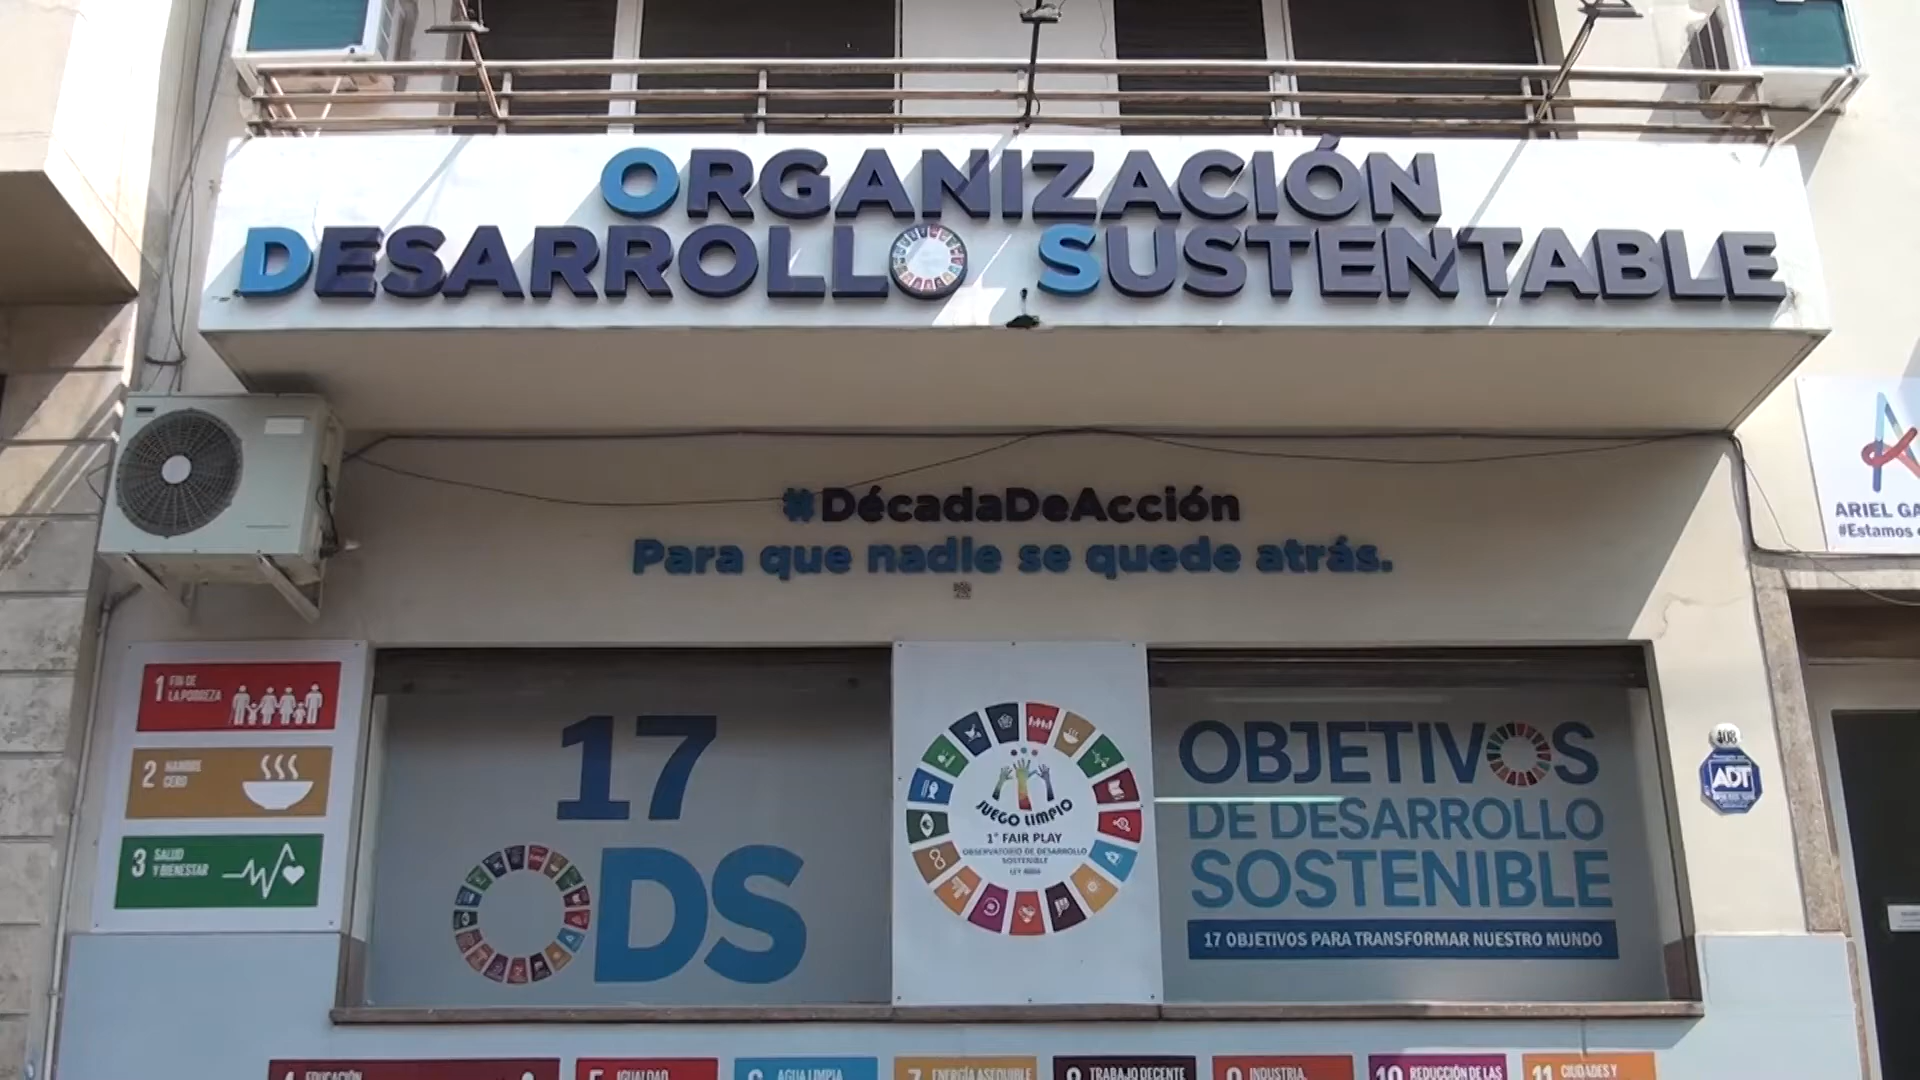 ORGANIZACIÓN
DESARROLLO SUSTENTABLE
#DécadaDeAcción
Para que nadie se quede atrás.
ARIEL GA
#Estamos
1 FIN DE
LA POBREZA
2 HAMBRE
CERO
3 SALUD
Y BIENESTAR
17
ODS
JUEGO LIMPIO
1° FAIR PLAY
OBSERVATORIO DE DESARROLLO
SOSTENIBLE
OBJETIVOS
DE DESARROLLO
SOSTENIBLE
17 OBJETIVOS PARA TRANSFORMAR NUESTRO MUNDO
408
ADT
4 EDUCACIÓN
5 IGUALDAD
6 AGUA LIMPIA
7 ENERGÍA ASEQUIBLE
8 TRABAJO DECENTE
9 INDUSTRIA,
10 REDUCCIÓN DE LAS
11 CIUDADES Y